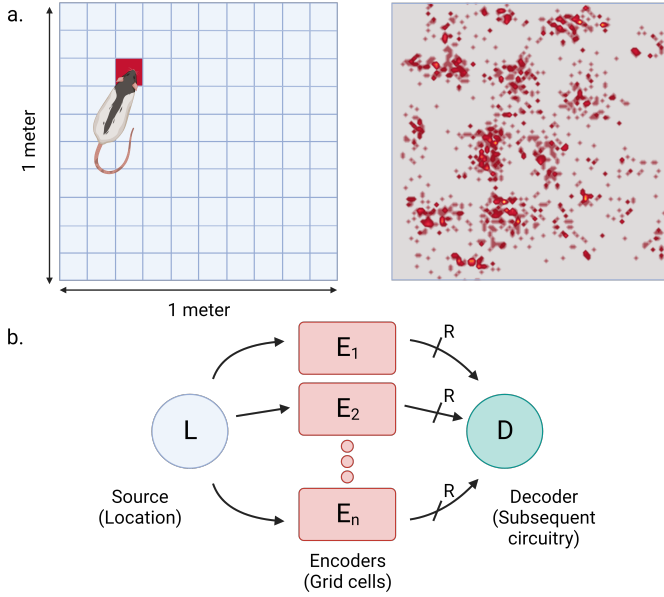 a.
1 meter
1 meter
b.
E1
R
E2
R
L
D
En
R
Source
(Location)
Decoder
(Subsequent
circuitry)
Encoders
(Grid cells)